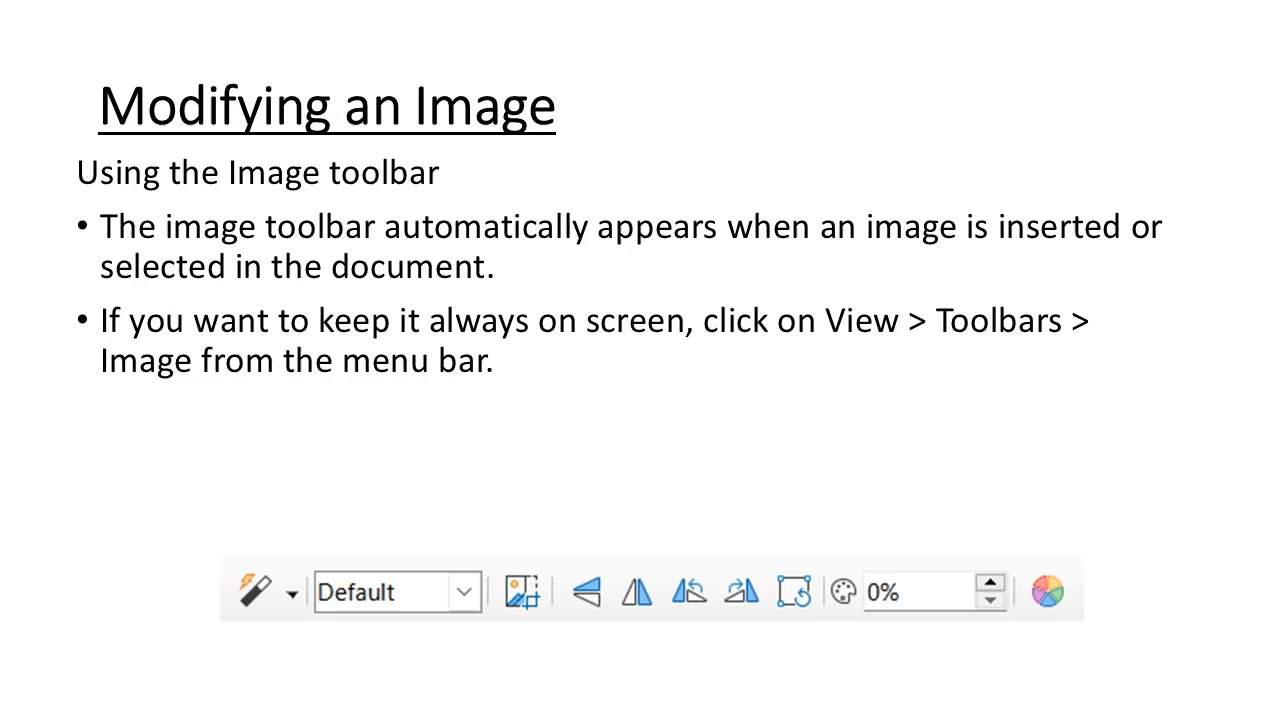 Modifying an Image
Using the Image toolbar
• The image toolbar automatically appears when an image is inserted or
selected in the document.
• If you want to keep it always on screen, click on View > Toolbars >
Image from the menu bar.
Default 0%